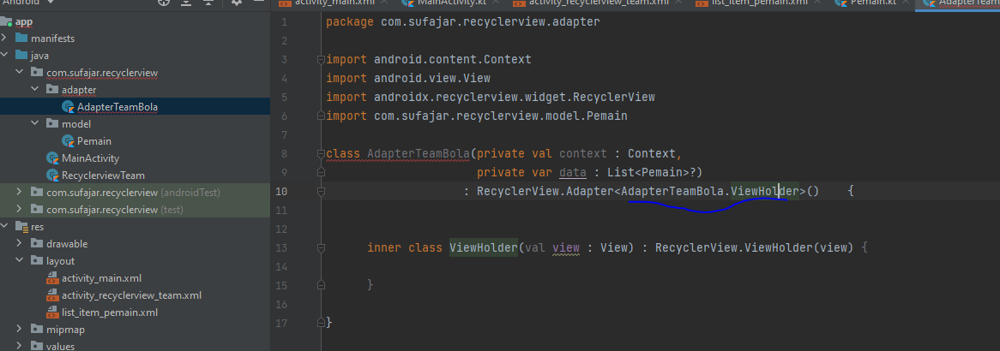 Android
app
manifests
java
com.sufajar.recyclerview
adapter
AdapterTeamBola
model
Pemain
MainActivity
RecyclerviewTeam
com.sufajar.recyclerview (androidTest)
com.sufajar.recyclerview (test)
res
drawable
layout
activity_main.xml
activity_recyclerview_team.xml
list_item_pemain.xml
mipmap
values
activity_main.xml MainActivity.kt activity_recyclerview_team.xml list_item_pemain.xml Pemain.kt AdapterTeam
1 package com.sufajar.recyclerview.adapter
2
3 import android.content.Context
4 import android.view.View
5 import androidx.recyclerview.widget.RecyclerView
6 import com.sufajar.recyclerview.model.Pemain
7
8 class AdapterTeamBola(private val context : Context,
9 private var data : List<Pemain>?)
10 : RecyclerView.Adapter<AdapterTeamBola.ViewHolder>() {
11
12
13 inner class ViewHolder(val view : View) : RecyclerView.ViewHolder(view) {
14
15 }
16
17 }